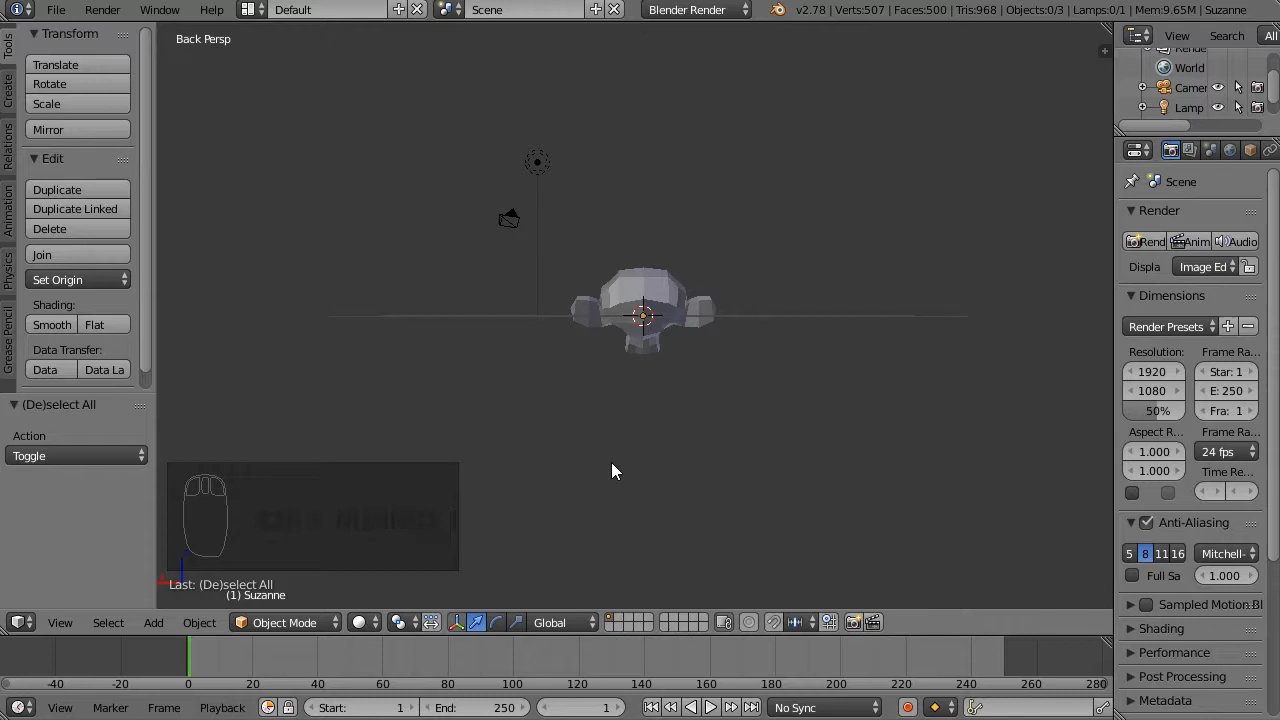 File Render Window Help Default Scene Blender Render v2.78 | Verts:507 | Faces:500 | Tris:968 | Objects:0/3 | Lamps:0/1 | Mem:9.65M | Suzanne
Tools
Create
Relations
Animation
Physics
Grease Pencil
Transform
Translate
Rotate
Scale
Mirror
Edit
Duplicate
Duplicate Linked
Delete
Join
Set Origin
Shading:
Smooth Flat
Data Transfer:
Data Data La
(De)select All
Action
Toggle
Back Persp
Last: (De)select All
(1) Suzanne
View Select Add Object Object Mode Global
-40 -20 0 20 40 60 80 100 120 140 160 180 200 220 240 260 280
View Marker Frame Playback Start: 1 End: 250 1 No Sync
View Search All
World
Camer
Lamp
Scene
Render
Rend Anim Audio
Displa Image Ed
Dimensions
Render Presets
Resolution: Frame Ra...
1920 Star: 1
1080 E: 250
50% Fra: 1
Aspect R... Frame Ra...
1.000 24 fps
1.000 Time Re...
Anti-Aliasing
5 8 11 16 Mitchell-
Full Sa 1.000
Sampled Motion Bl
Shading
Performance
Post Processing
Metadata